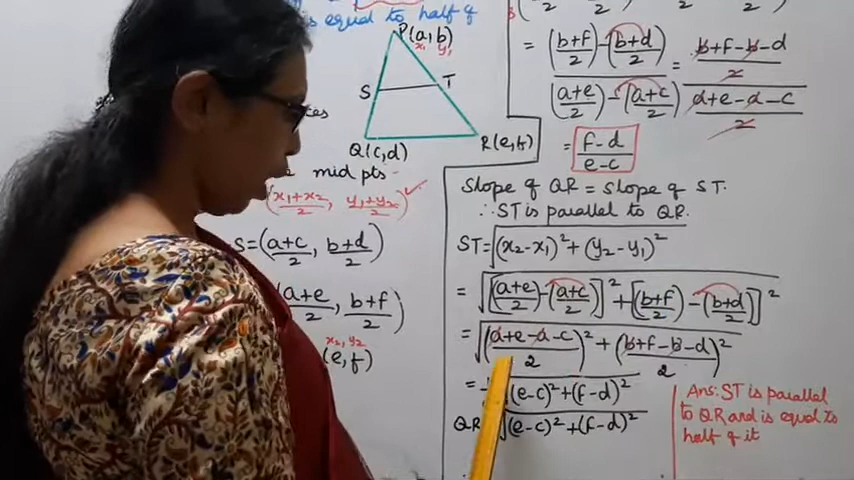 is equal to half of
P(a,b)
x₁ y₁
S T
Q(c,d) R(e,f)
mid pts.
(x₁+x₂/2, y₁+y₂/2) ✓
S=(a+c/2, b+d/2)
(a+e/2, b+f/2)
x₂, y₂
(e,f)
= (b+f/2)-(b+d/2) / (a+e/2)-(a+c/2) = b+f-b-d/2 / a+e-a-c/2
= f-d/e-c
Slope of QR = slope of ST.
∴ ST is parallel to QR.
ST=√(x₂-x₁)²+(y₂-y₁)²
= √[(a+e/2)-(a+c/2)]²+[(b+f/2)-(b+d/2)]²
= √(a+e-a-c/2)²+(b+f-b-d/2)²
= √(e-c)²+(f-d)²
QR √(e-c)²+(f-d)²
Ans: ST is parallel
to QR and is equal to
half of it